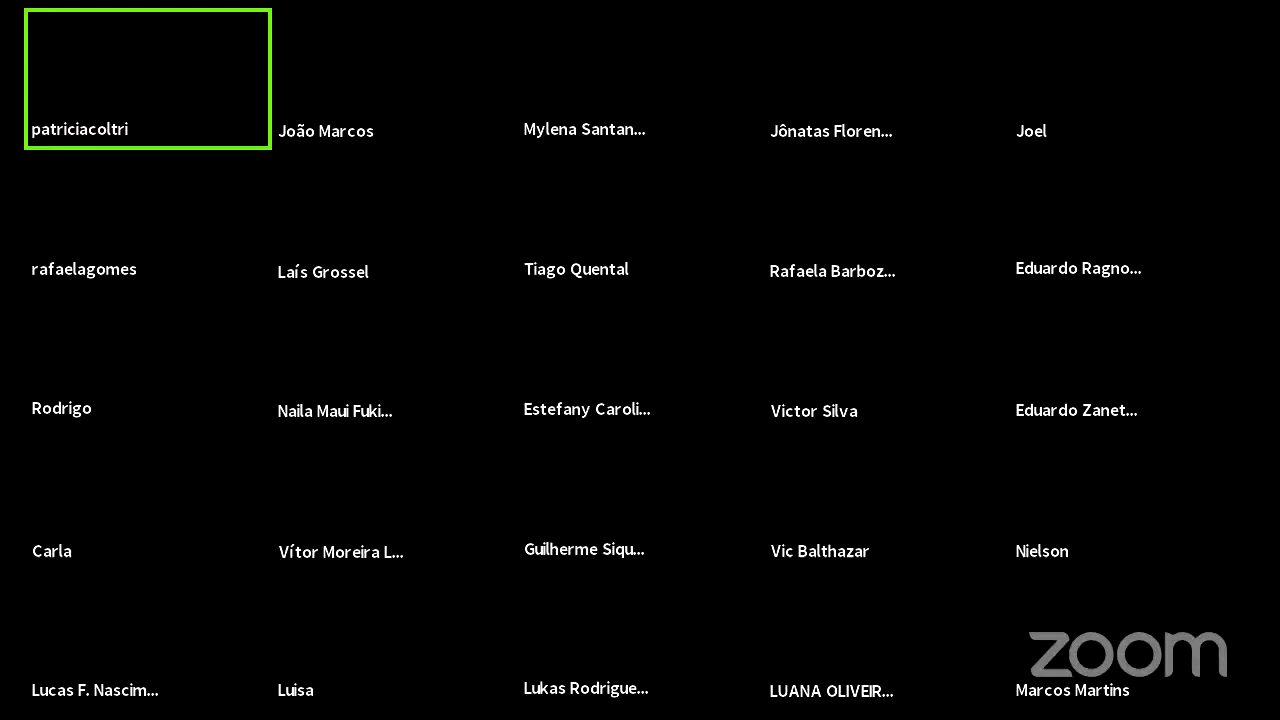 patriciacoltri
João Marcos
Mylena Santan...
Jônatas Floren...
Joel
rafaelagomes
Laís Grossel
Tiago Quental
Rafaela Barboz...
Eduardo Ragno...
Rodrigo
Naila Maui Fuki...
Estefany Caroli...
Victor Silva
Eduardo Zanet...
Carla
Vítor Moreira L...
Guilherme Siqu...
Vic Balthazar
Nielson
zoom
Lucas F. Nascim...
Luisa
Lukas Rodrigue...
LUANA OLIVEIR...
Marcos Martins